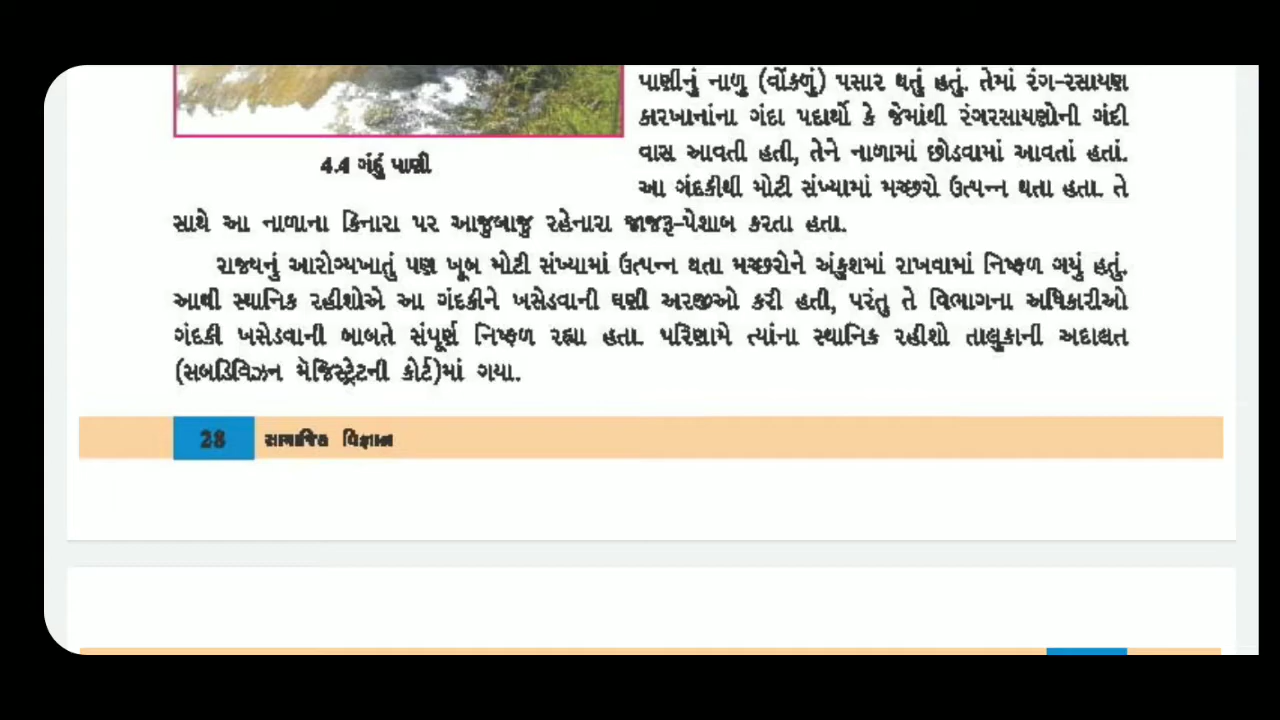 પાણીનું નાળુ (વોંકળું) પસાર થતું હતું. તેમાં રંગ-રસાયણ
કારખાનાંના ગંદા પદાર્થો કે જેમાંથી રંગરસાયણોની ગંદી
વાસ આવતી હતી, તેને નાળામાં છોડવામાં આવતાં હતાં.
આ ગંદકીથી મોટી સંખ્યામાં મચ્છરો ઉત્પન્ન થતા હતા. તે
4.4 ગંદું પાણી
સાથે આ નાળાના કિનારા પર આજુબાજુ રહેનારા જાજરૂ-પેશાબ કરતા હતા.
રાજ્યનું આરોગ્યખાતું પણ ખૂબ મોટી સંખ્યામાં ઉત્પન્ન થતા મચ્છરોને અંકુશમાં રાખવામાં નિષ્ફળ ગયું હતું.
આથી સ્થાનિક રહીશોએ આ ગંદકીને ખસેડવાની ઘણી અરજીઓ કરી હતી, પરંતુ તે વિભાગના અધિકારીઓ
ગંદકી ખસેડવાની બાબતે સંપૂર્ણ નિષ્ફળ રહ્યા હતા. પરિણામે ત્યાંના સ્થાનિક રહીશો તાલુકાની અદાલત
(સબડિવિઝન મૅજિસ્ટ્રેટની કોર્ટ)માં ગયા.
28 સામાજિક વિજ્ઞાન